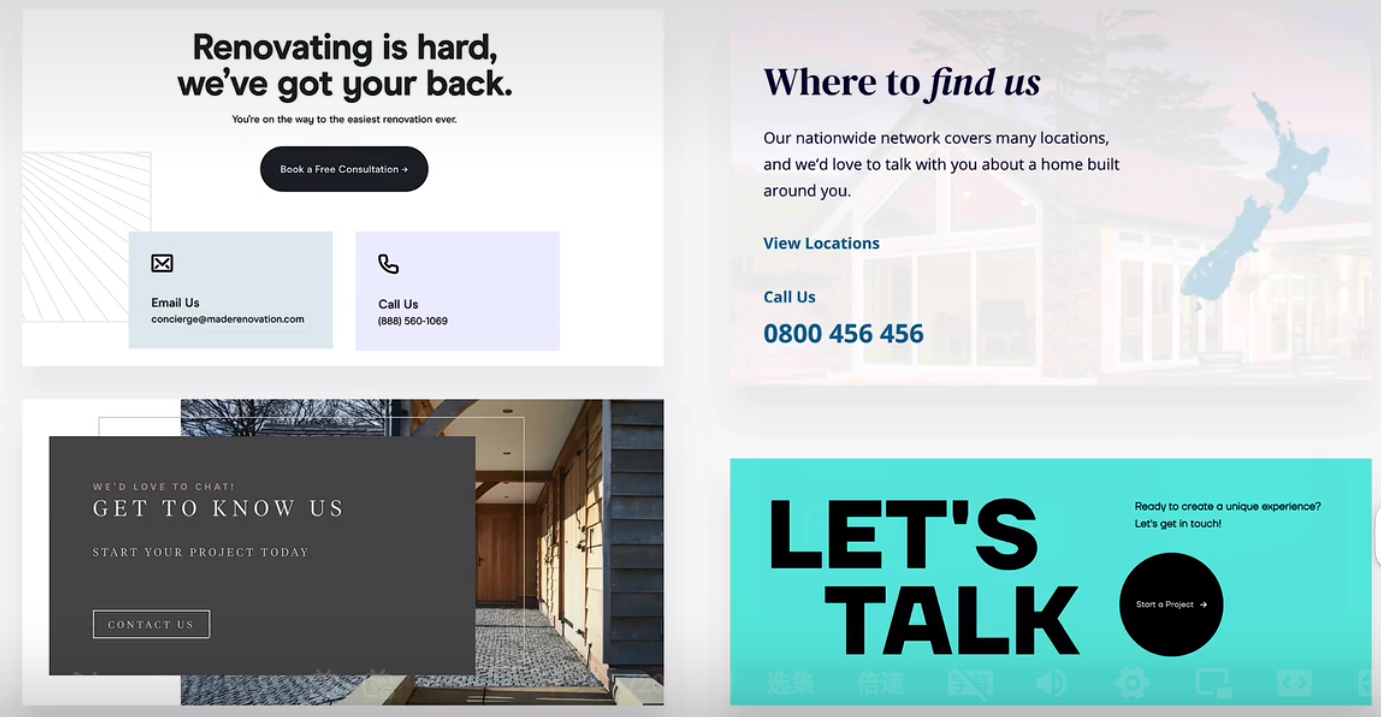 Renovating is hard,
we've got your back.
You're on the way to the easiest renovation ever.
Book a Free Consultation →
Email Us
concierge@maderenovation.com
Call Us
(888) 560-1069
Where to find us
Our nationwide network covers many locations,
and we'd love to talk with you about a home built
around you.
View Locations
Call Us
0800 456 456
WE'D LOVE TO CHAT!
GET TO KNOW US
START YOUR PROJECT TODAY
CONTACT US
LET'S
TALK
Ready to create a unique experience?
Let's get in touch!
Start a Project →
选集 倍速 字幕